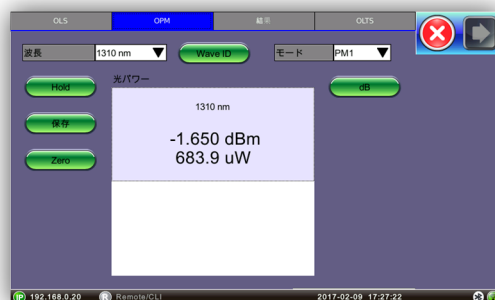 OLS OPM 結果 OLTS
波長 1310 nm Wave ID モード PM1
Hold 光パワー dB
1310 nm
保存
-1.650 dBm
683.9 uW
Zero
IP 192.168.0.20 R Remote/CLI 2017-02-09 17:27:22